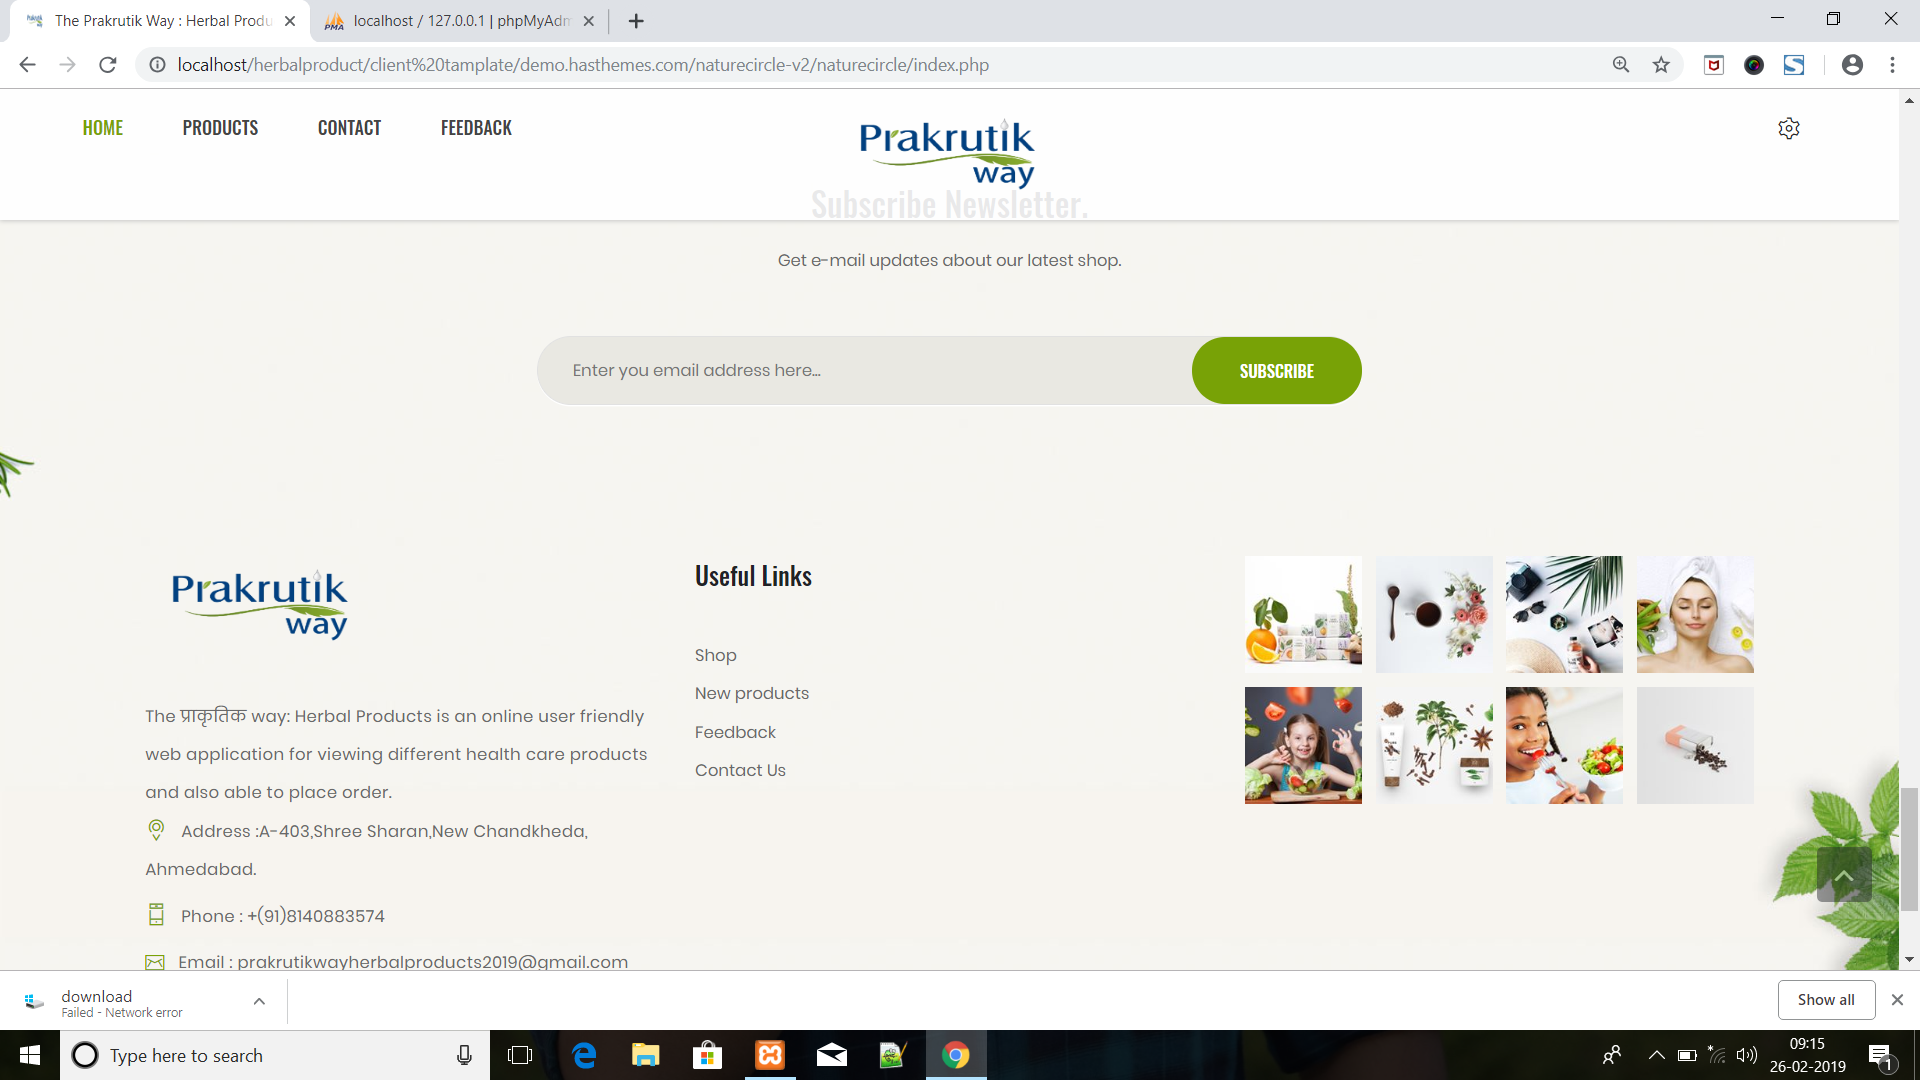 The Prakrutik Way : Herbal Produ
localhost / 127.0.0.1 | phpMyAdm
localhost/herbalproduct/client%20tamplate/demo.hasthemes.com/naturecircle-v2/naturecircle/index.php
HOME PRODUCTS CONTACT FEEDBACK
Prakrutik
way
Subscribe Newsletter.
Get e-mail updates about our latest shop.
Enter you email address here...
SUBSCRIBE
Prakrutik
way
The प्राकृतिक way: Herbal Products is an online user friendly
web application for viewing different health care products
and also able to place order.
Address :A-403,Shree Sharan,New Chandkheda,
Ahmedabad.
Phone : +(91)8140883574
Email : prakrutikwayherbalproducts2019@gmail.com
Useful Links
Shop
New products
Feedback
Contact Us
download
Failed - Network error
Show all
Type here to search
09:15
26-02-2019
1